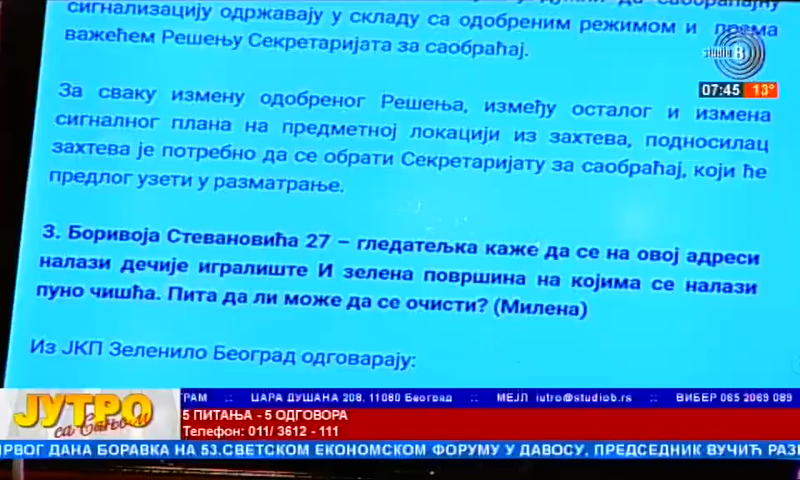 сигнализацију одржавају у складу са одобреним режимом и према
важећем Решењу Секретаријата за саобраћај.
За сваку измену одобреног Решења, између осталог и измена
сигналног плана на предметној локацији из захтева, подносилац
захтева је потребно да се обрати Секретаријату за саобраћај, који ће
предлог узети у разматрање.
3. Боривоја Стевановића 27 – гледатељка каже да се на овој адреси
налази дечије игралиште И зелена површина на којима се налази
пуно чишћа. Пита да ли може да се очисти? (Милена)
Из ЈКП Зеленило Београд одговарају:
studio B
07:45 13°
ЈУТРО
са Сањом
ГРАМ :: ЦАРА ДУШАНА 208, 11080 Београд :: МЕЈЛ jutro@studiob.rs :: ВИБЕР 065 2069 089
5 ПИТАЊА - 5 ОДГОВОРА
Телефон: 011/ 3612 - 111
ПРВОГ ДАНА БОРАВКА НА 53.СВЕТСКОМ ЕКОНОМСКОМ ФОРУМУ У ДАВОСУ, ПРЕДСЕДНИК ВУЧИЋ РАЗ